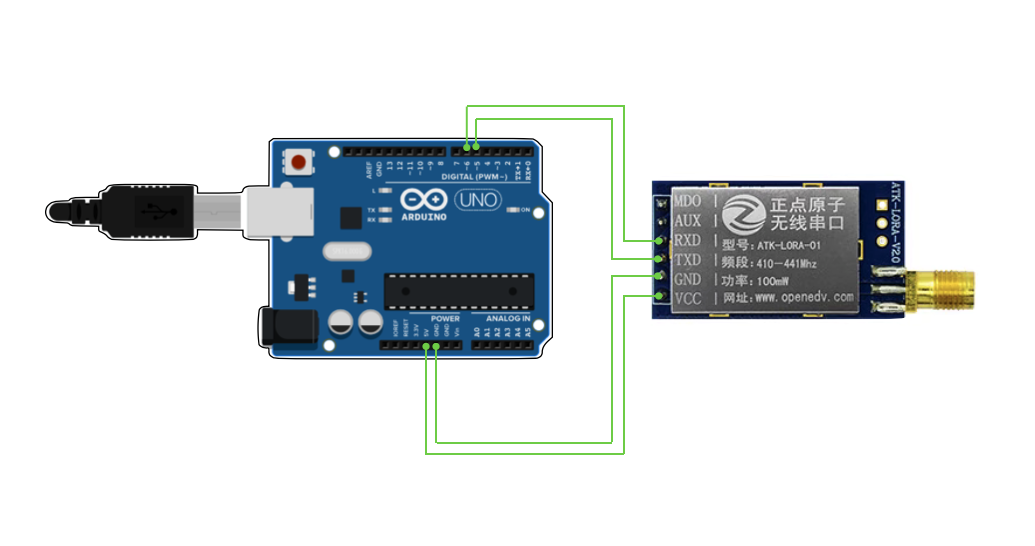 AREF
GND
13
12
~11
~10
~9
8
7
~6
~5
4
~3
2
TX→1
RX←0
DIGITAL (PWM~)
L
TX
RX
UNO
ON
ARDUINO
POWER
ANALOG IN
IOREF
RESET
3.3V
5V
GND
GND
Vin
A0
A1
A2
A3
A4
A5
MDO
AUX
RXD
TXD
GND
VCC
正点原子
无线串口
型号:ATK-LORA-01
频段:410-441Mhz
功率:100mW
网址:www.openedv.com
ATK-LORA-V2.0